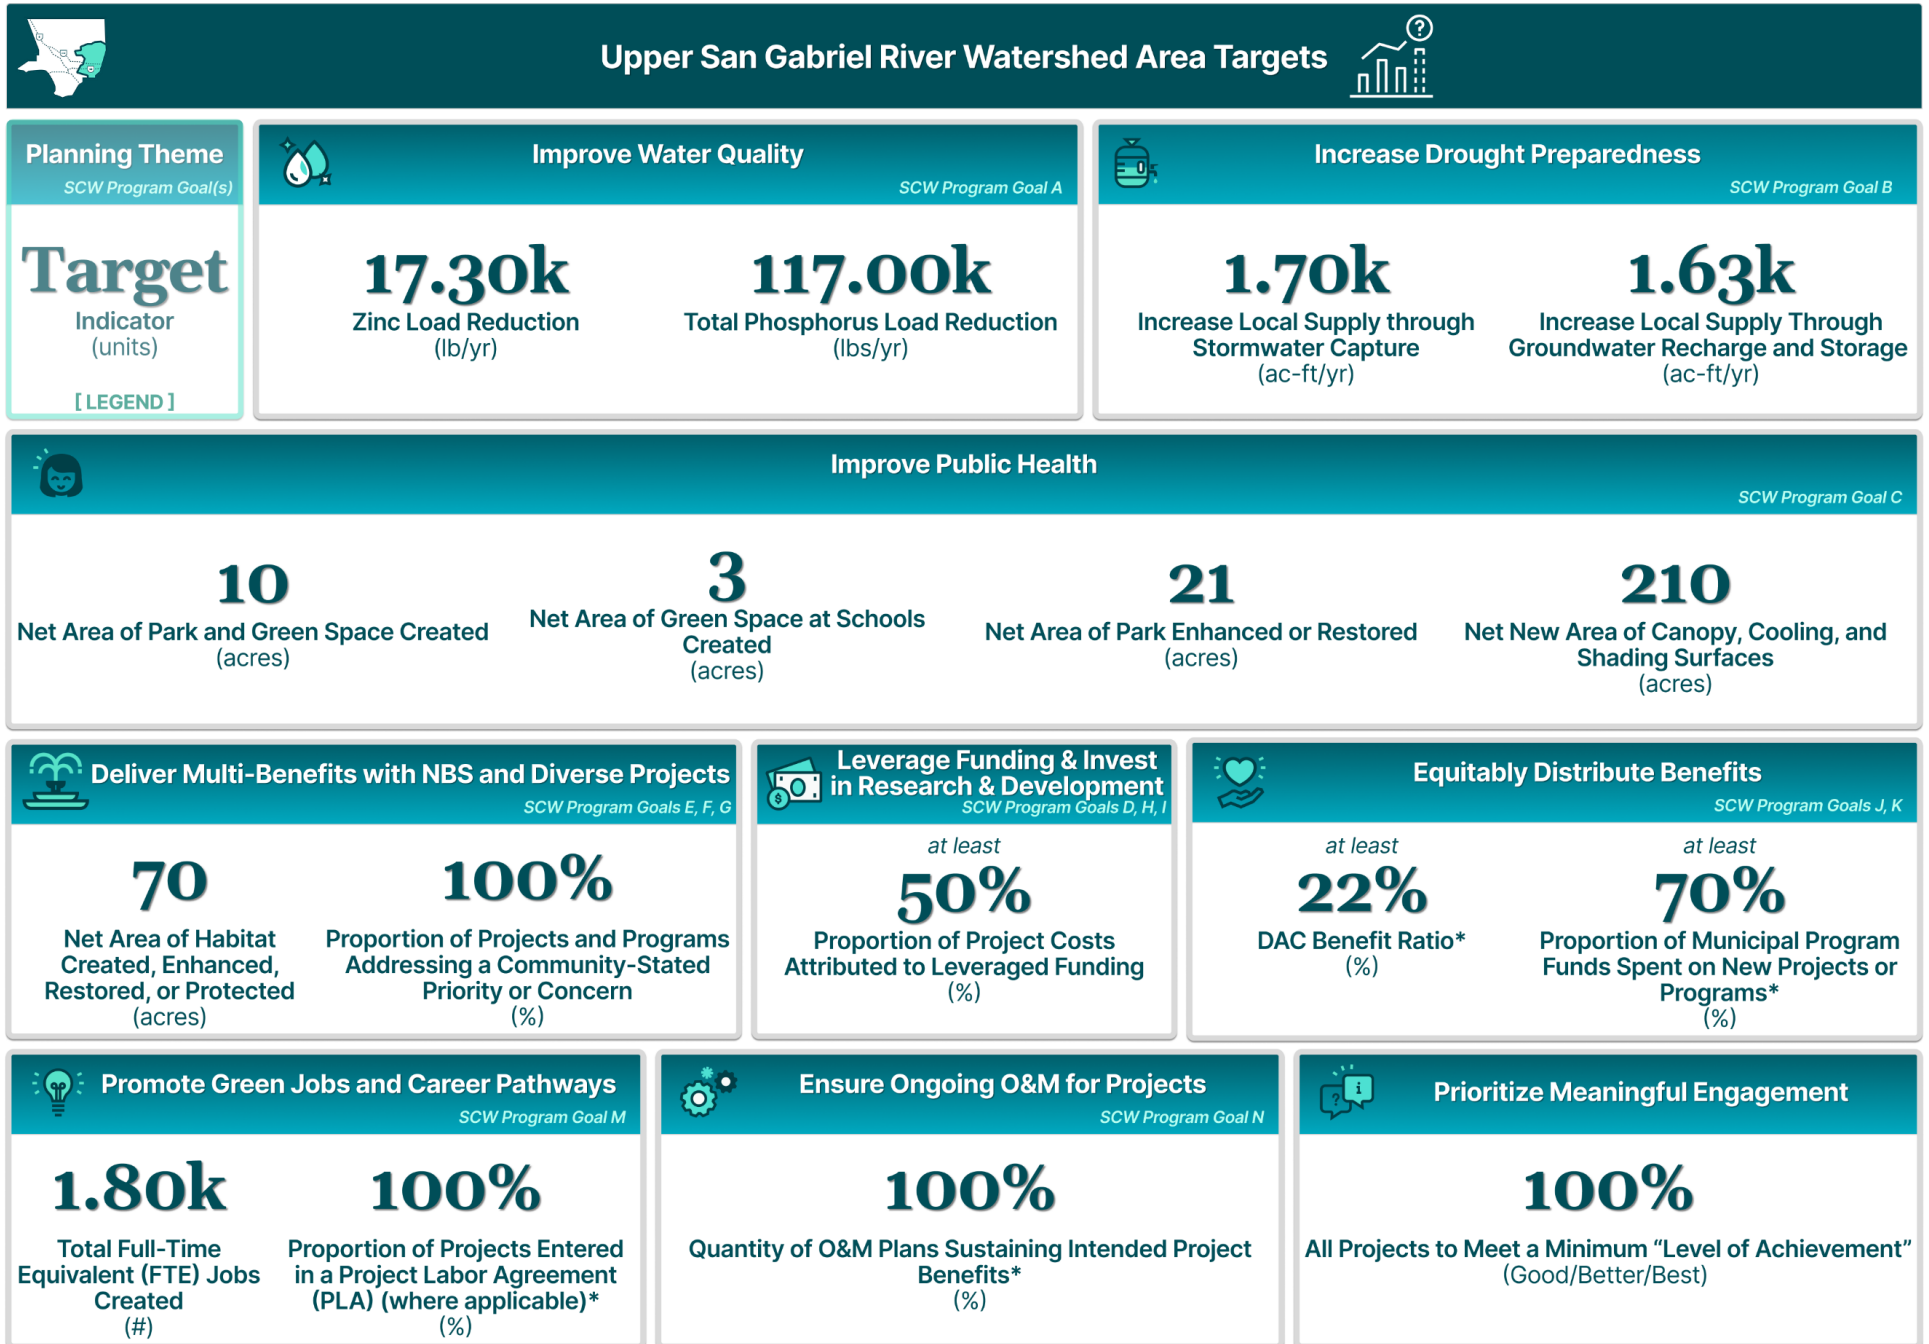 Upper San Gabriel River Watershed Area Targets
?
Planning Theme
SCW Program Goal(s)
Target
Indicator
(units)
[ LEGEND ]
Improve Water Quality
SCW Program Goal A
17.30k
Zinc Load Reduction
(lb/yr)
117.00k
Total Phosphorus Load Reduction
(lbs/yr)
Increase Drought Preparedness
SCW Program Goal B
1.70k
Increase Local Supply through
Stormwater Capture
(ac-ft/yr)
1.63k
Increase Local Supply Through
Groundwater Recharge and Storage
(ac-ft/yr)
Improve Public Health
SCW Program Goal C
10
Net Area of Park and Green Space Created
(acres)
3
Net Area of Green Space at Schools
Created
(acres)
21
Net Area of Park Enhanced or Restored
(acres)
210
Net New Area of Canopy, Cooling, and
Shading Surfaces
(acres)
Deliver Multi-Benefits with NBS and Diverse Projects
SCW Program Goals E, F, G
70
Net Area of Habitat
Created, Enhanced,
Restored, or Protected
(acres)
100%
Proportion of Projects and Programs
Addressing a Community-Stated
Priority or Concern
(%)
Leverage Funding & Invest
in Research & Development
SCW Program Goals D, H, I
$
at least
50%
Proportion of Project Costs
Attributed to Leveraged Funding
(%)
Equitably Distribute Benefits
SCW Program Goals J, K
at least
22%
DAC Benefit Ratio*
(%)
at least
70%
Proportion of Municipal Program
Funds Spent on New Projects or
Programs*
(%)
Promote Green Jobs and Career Pathways
SCW Program Goal M
1.80k
Total Full-Time
Equivalent (FTE) Jobs
Created
(#)
100%
Proportion of Projects Entered
in a Project Labor Agreement
(PLA) (where applicable)*
(%)
Ensure Ongoing O&M for Projects
SCW Program Goal N
100%
Quantity of O&M Plans Sustaining Intended Project
Benefits*
(%)
? i
Prioritize Meaningful Engagement
100%
All Projects to Meet a Minimum “Level of Achievement”
(Good/Better/Best)